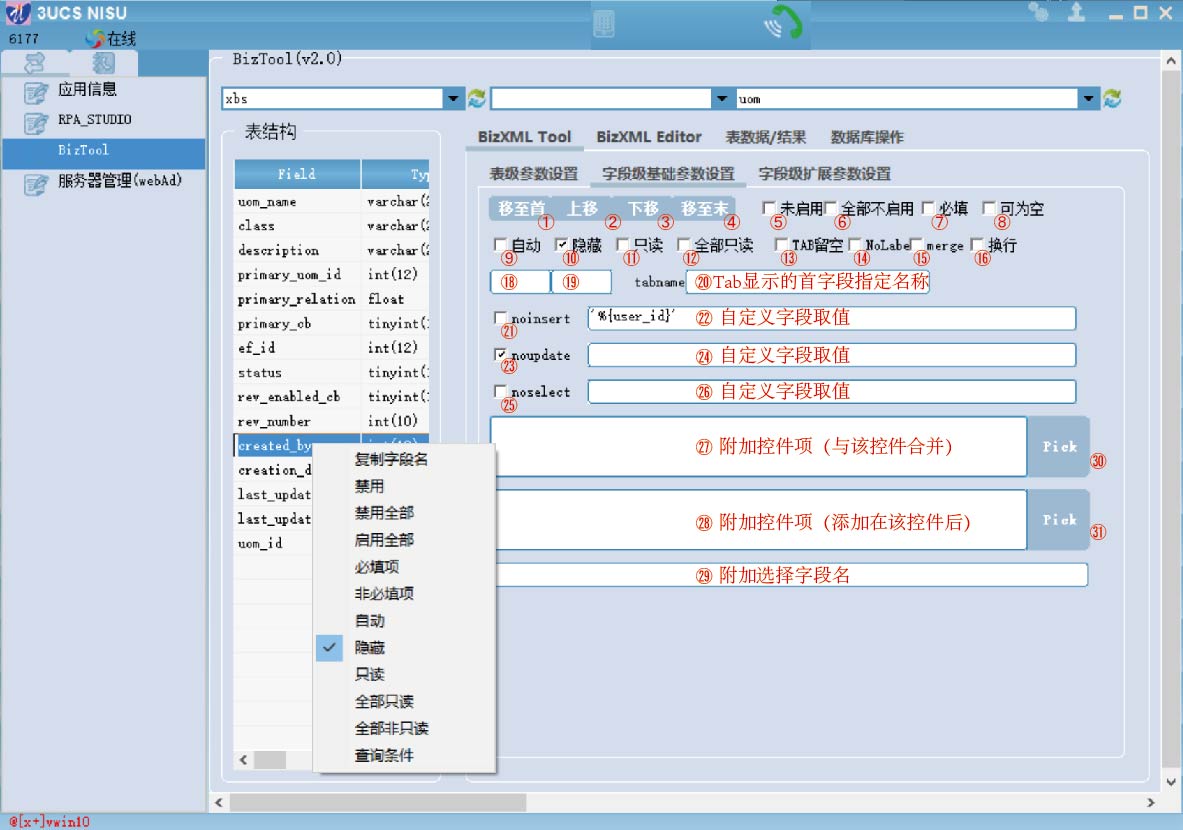 3UCS NISU
6177 在线
应用信息
RPA_STUDIO
BizTool
服务器管理(webAd)
BizTool(v2.0)
xbs
uom
表结构
Field Typ
uom_name varchar(2
class varchar(2
description varchar(2
primary_uom_id int(12)
primary_relation float
primary_cb tinyint(1
ef_id int(12)
status tinyint(1
rev_enabled_cb tinyint(1
rev_number int(10)
created_by
creation_d
last_updat
last_updat
uom_id
复制字段名
禁用
禁用全部
启用全部
必填项
非必填项
自动
隐藏
只读
全部只读
全部非只读
查询条件
BizXML Tool BizXML Editor 表数据/结果 数据库操作
表级参数设置 字段级基础参数设置 字段级扩展参数设置
移至首 上移 下移 移至末 未启用 全部不启用 必填 可为空
① ② ③ ④ ⑤ ⑥ ⑦ ⑧
自动 隐藏 只读 全部只读 TAB留空 NoLabe merge 换行
⑨ ⑩ ⑪ ⑫ ⑬ ⑭ ⑮ ⑯
⑱ ⑲ tabname ⑳Tab显示的首字段指定名称
noinsert '%{user_id}' ㉒ 自定义字段取值
㉑
noupdate ㉔ 自定义字段取值
㉓
noselect ㉖ 自定义字段取值
㉕
㉗ 附加控件项（与该控件合并） Pick ㉚
㉘ 附加控件项（添加在该控件后） Pick ㉛
㉙ 附加选择字段名
@[x+]vwin10